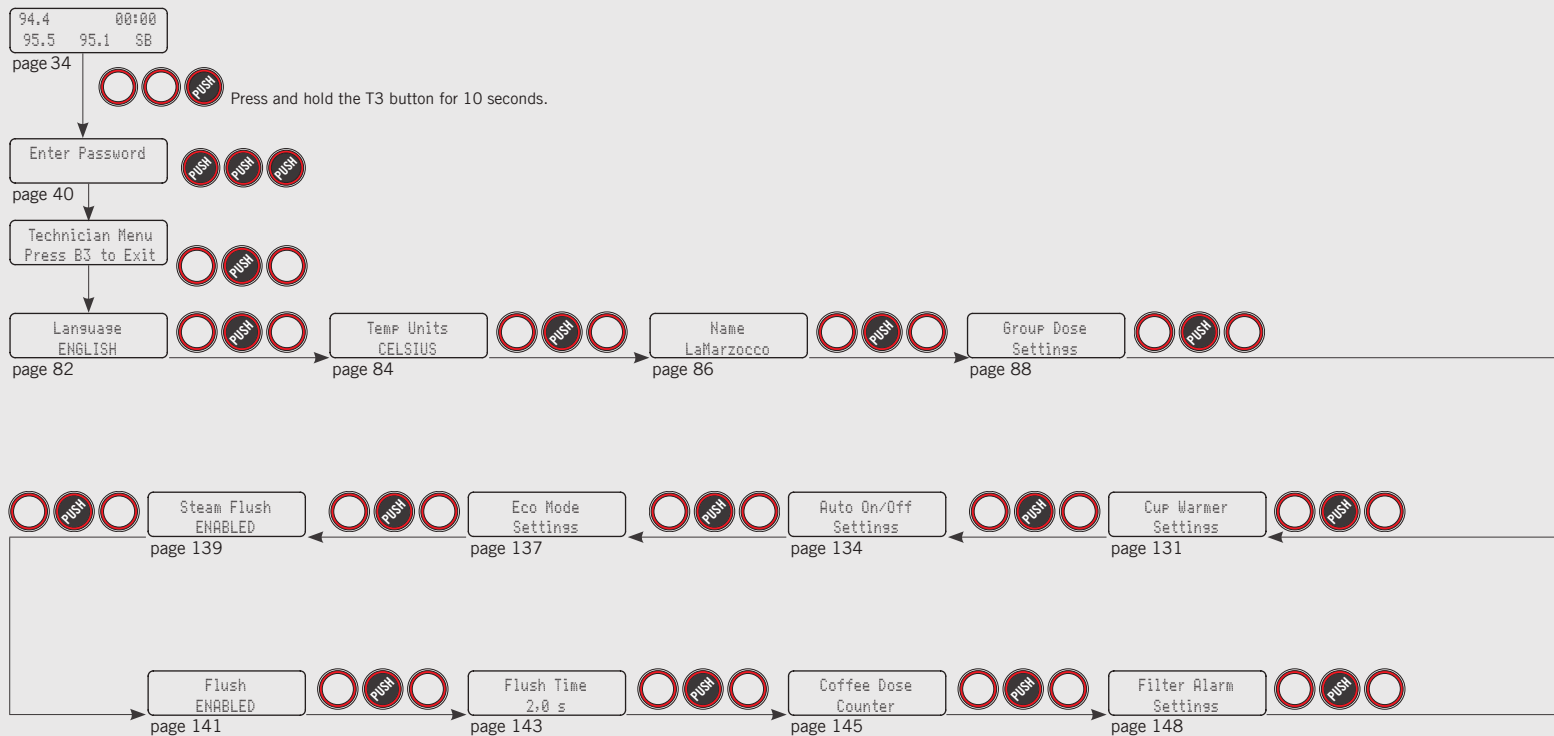 94.4 00:00
95.5 95.1 SB
page 34
PUSH
Press and hold the T3 button for 10 seconds.
Enter Password
PUSH PUSH PUSH
page 40
Technician Menu
Press B3 to Exit
PUSH
Language
ENGLISH
PUSH
page 82
Temp Units
CELSIUS
PUSH
page 84
Name
LaMarzocco
PUSH
page 86
Group Dose
Settings
PUSH
page 88
PUSH
Steam Flush
ENABLED
page 139
PUSH
Eco Mode
Settings
page 137
PUSH
Auto On/Off
Settings
page 134
PUSH
Cup Warmer
Settings
page 131
PUSH
Flush
ENABLED
page 141
PUSH
Flush Time
2,0 s
page 143
PUSH
Coffee Dose
Counter
page 145
PUSH
Filter Alarm
Settings
page 148
PUSH